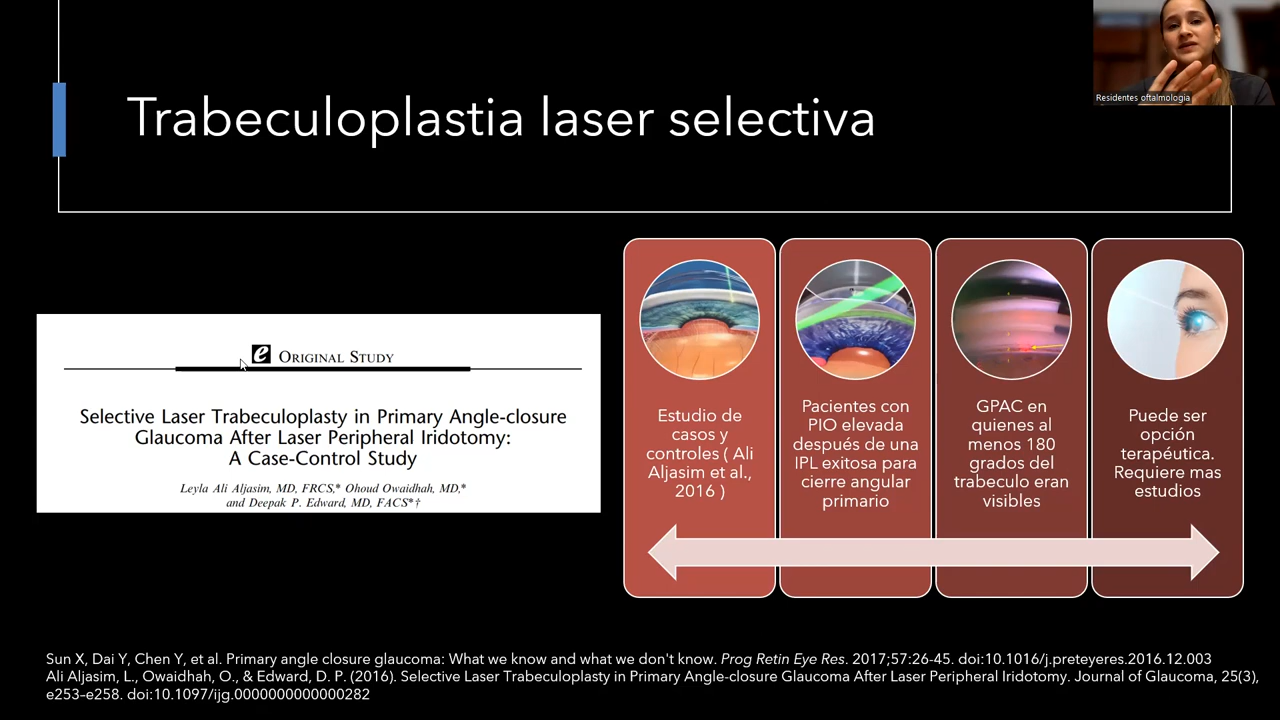 Residentes oftalmologia
Trabeculoplastia laser selectiva
e ORIGINAL STUDY
Selective Laser Trabeculoplasty in Primary Angle-closure
Glaucoma After Laser Peripheral Iridotomy:
A Case-Control Study
Leyla Ali Aljasim, MD, FRCS,* Ohoud Owaidhah, MD,*
and Deepak P. Edward, MD, FACS*†
Estudio de
casos y
controles ( Ali
Aljasim et al.,
2016 )
Pacientes con
PIO elevada
después de una
IPL exitosa para
cierre angular
primario
GPAC en
quienes al
menos 180
grados del
trabeculo eran
visibles
Puede ser
opción
terapéutica.
Requiere mas
estudios
Sun X, Dai Y, Chen Y, et al. Primary angle closure glaucoma: What we know and what we don't know. Prog Retin Eye Res. 2017;57:26-45. doi:10.1016/j.preteyeres.2016.12.003
Ali Aljasim, L., Owaidhah, O., & Edward, D. P. (2016). Selective Laser Trabeculoplasty in Primary Angle-closure Glaucoma After Laser Peripheral Iridotomy. Journal of Glaucoma, 25(3),
e253–e258. doi:10.1097/ijg.0000000000000282